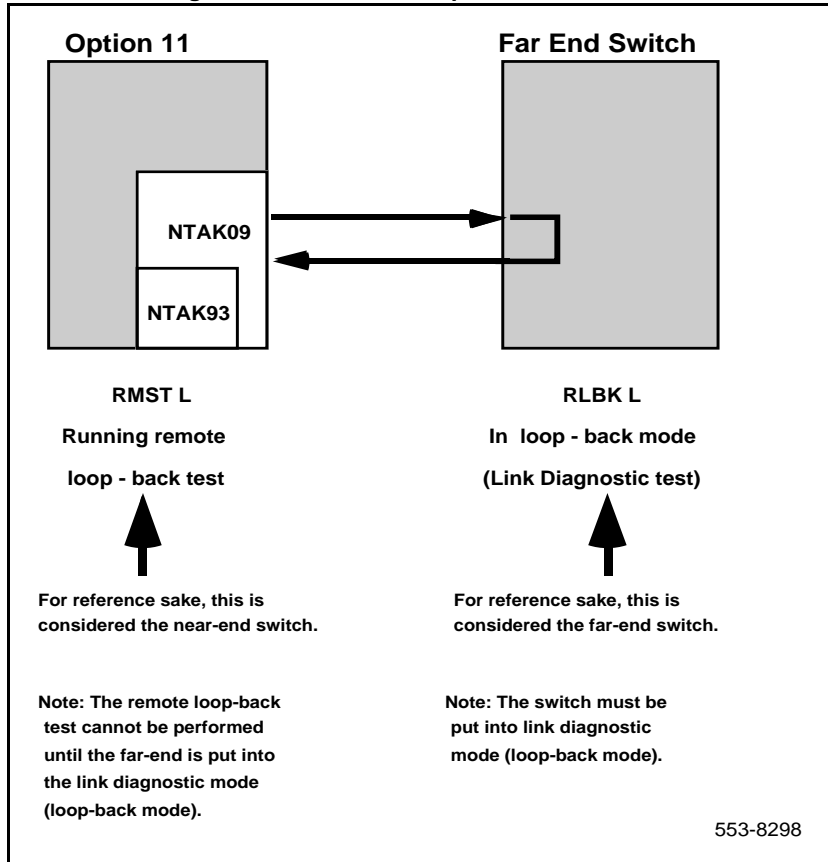 Option 11
Far End Switch
NTAK09
NTAK93
RMST L
Running remote
loop - back test
RLBK L
In loop - back mode
(Link Diagnostic test)
For reference sake, this is
considered the near-end switch.
For reference sake, this is
considered the far-end switch.
Note: The remote loop-back
test cannot be performed
until the far-end is put into
the link diagnostic mode
(loop-back mode).
Note: The switch must be
put into link diagnostic
mode (loop-back mode).
553-8298